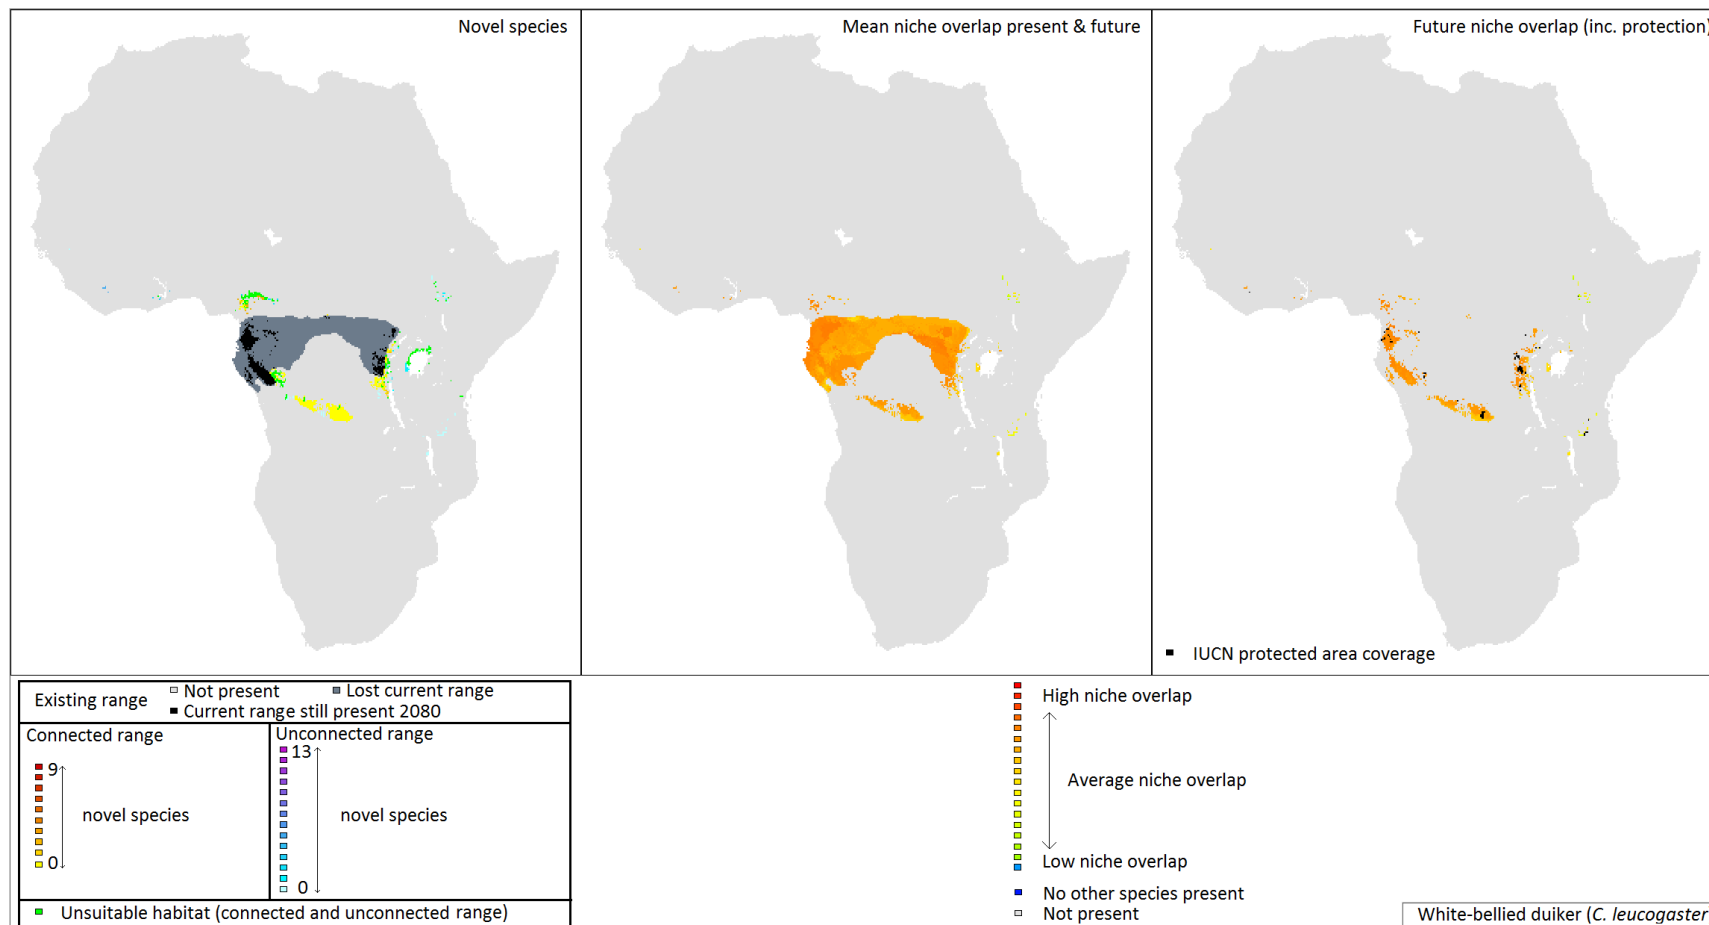 Novel species
Mean niche overlap present & future
Future niche overlap (inc. protection)
IUCN protected area coverage
Existing range
Not present
Lost current range
Current range still present 2080
Connected range
9
novel species
0
Unconnected range
13
novel species
0
Unsuitable habitat (connected and unconnected range)
High niche overlap
Average niche overlap
Low niche overlap
No other species present
Not present
White-bellied duiker (C. leucogaster